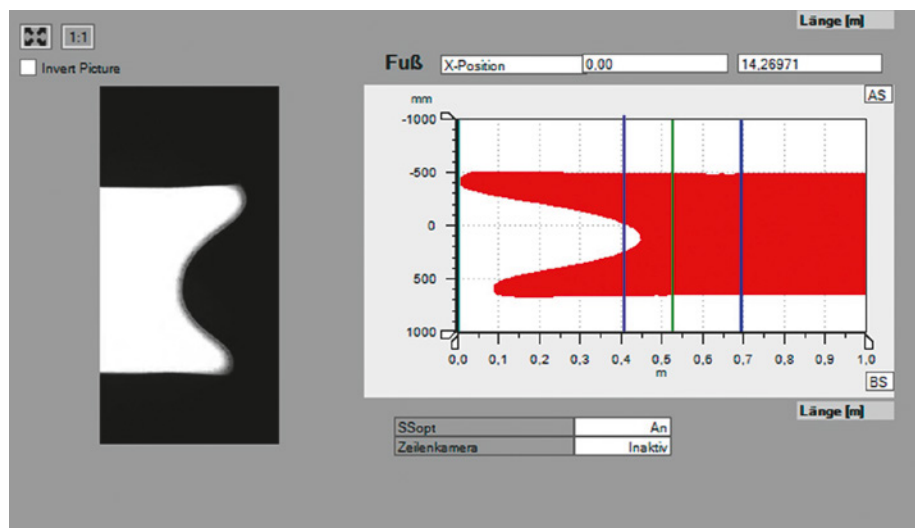 Länge [m]
1:1
Invert Picture
Fuß X-Position 0.00 14,26971
AS
mm
-1000
-500
0
500
1000
0,0 0,1 0,2 0,3 0,4 0,5 0,6 0,7 0,8 0,9 1,0
m
BS
Länge [m]
SSopt An
Zeilenkamera Inaktiv